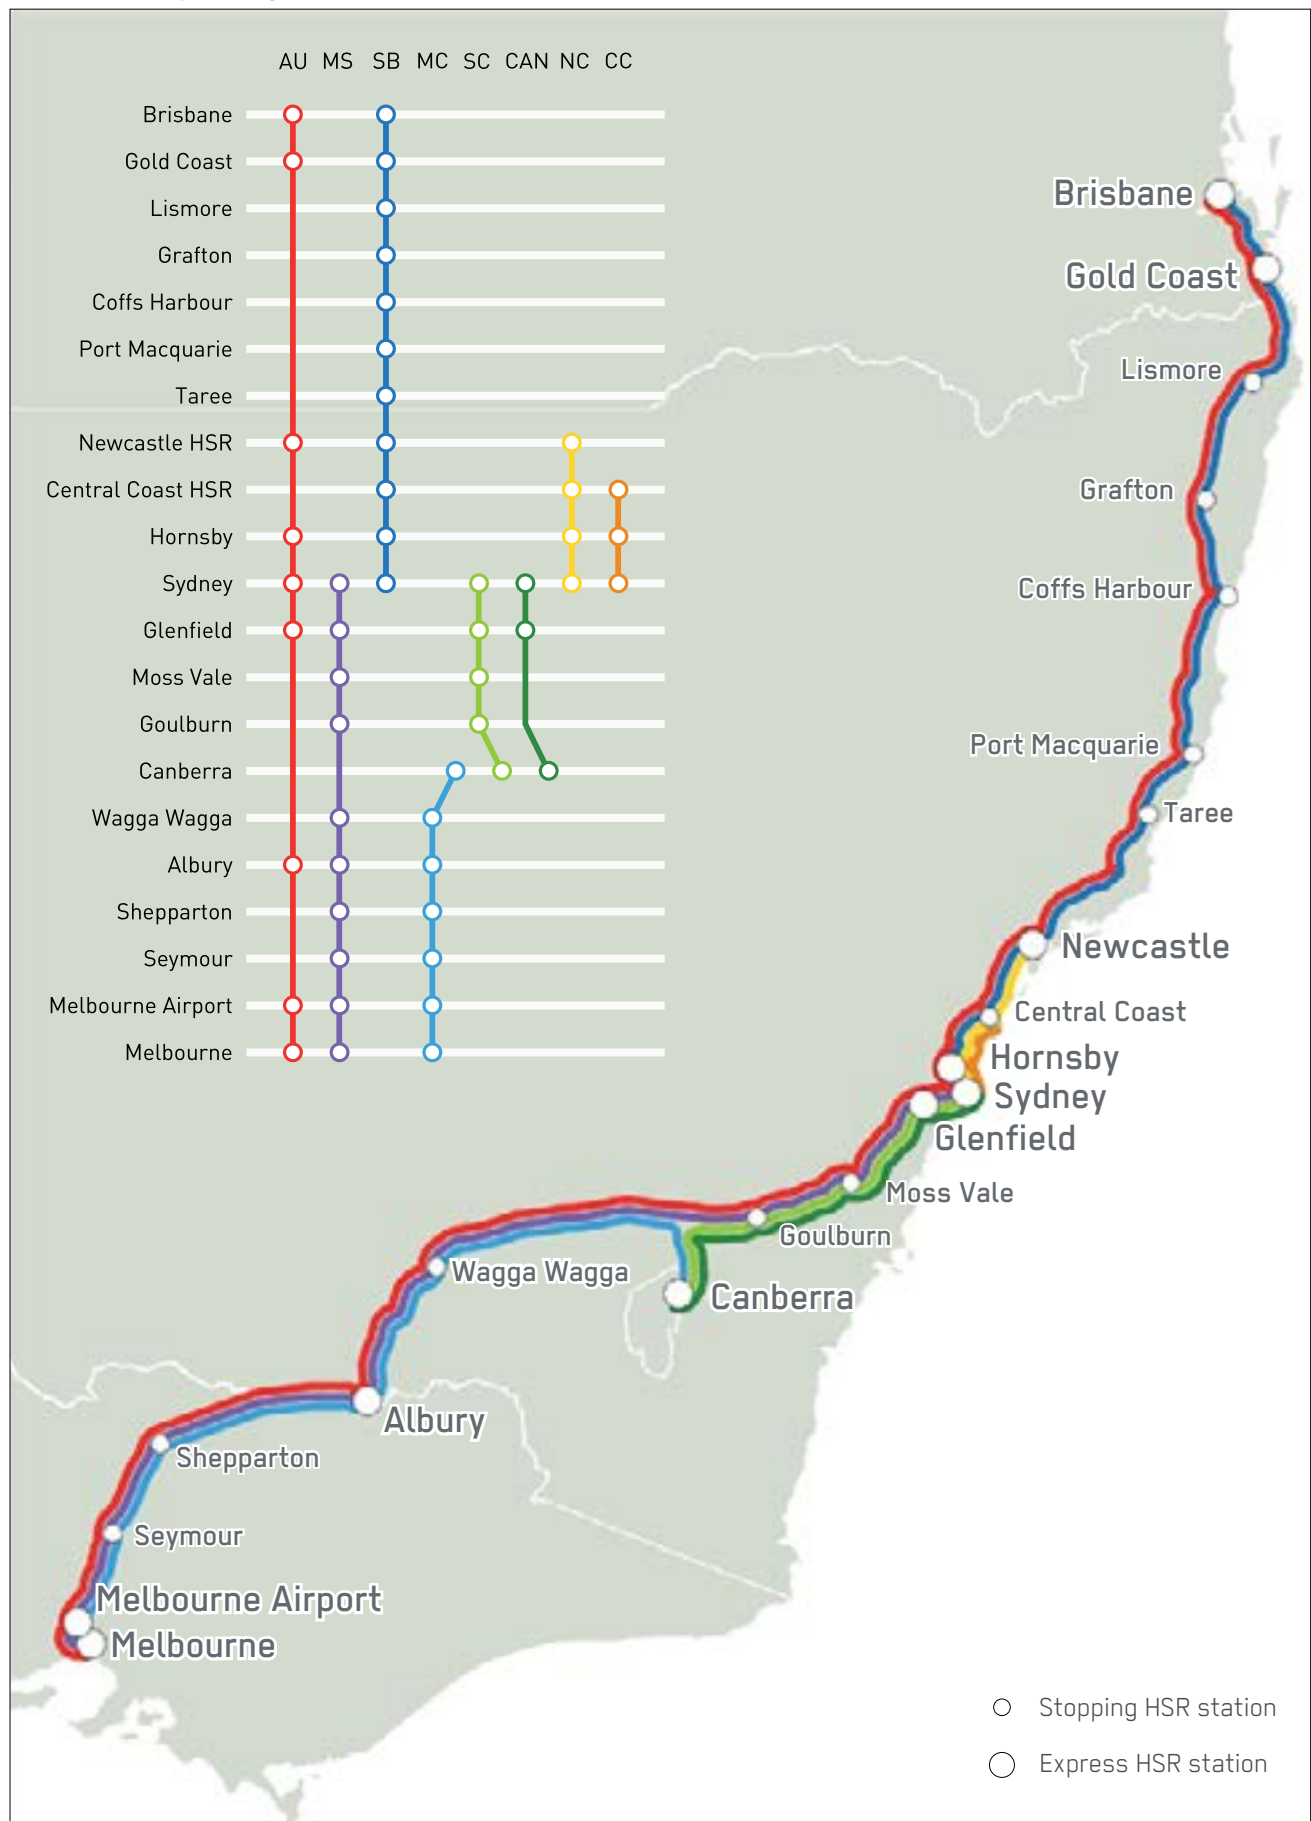 AU MS SB MC SC CAN NC CC
Brisbane
Gold Coast
Lismore
Grafton
Coffs Harbour
Port Macquarie
Taree
Newcastle HSR
Central Coast HSR
Hornsby
Sydney
Glenfield
Moss Vale
Goulburn
Canberra
Wagga Wagga
Albury
Shepparton
Seymour
Melbourne Airport
Melbourne
Brisbane
Gold Coast
Lismore
Grafton
Coffs Harbour
Port Macquarie
Taree
Newcastle
Central Coast
Hornsby
Sydney
Glenfield
Moss Vale
Goulburn
Wagga Wagga
Canberra
Albury
Shepparton
Seymour
Melbourne Airport
Melbourne
Stopping HSR station
Express HSR station